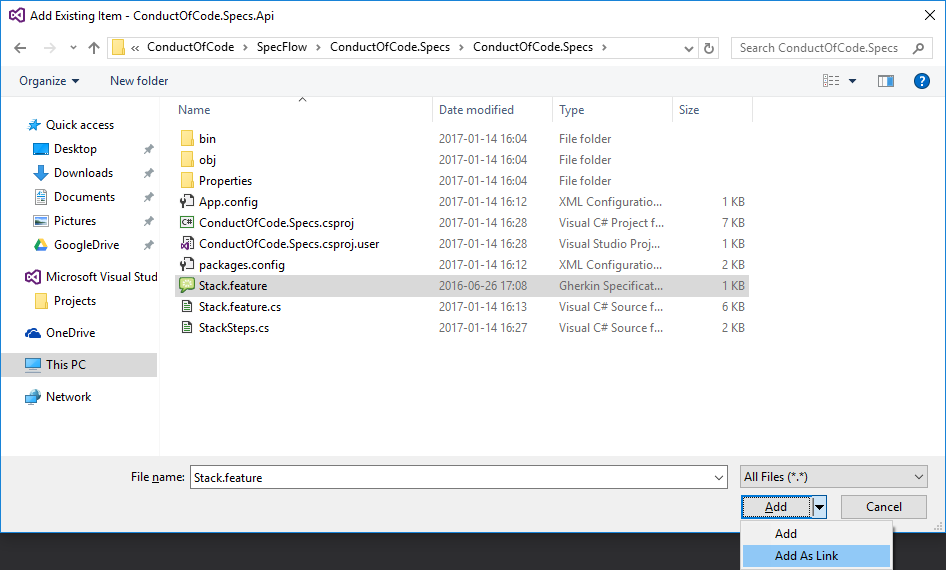 Add Existing Item - ConductOfCode.Specs.Api
« ConductOfCode > SpecFlow > ConductOfCode.Specs > ConductOfCode.Specs >
Search ConductOfCode.Specs
Organize
New folder
Name
Date modified
Type
Size
Quick access
Desktop
Downloads
Documents
Pictures
GoogleDrive
Microsoft Visual Stud
Projects
OneDrive
This PC
Network
bin 2017-01-14 16:04 File folder
obj 2017-01-14 16:04 File folder
Properties 2017-01-14 16:04 File folder
App.config 2017-01-14 16:12 XML Configuratio... 1 KB
ConductOfCode.Specs.csproj 2017-01-14 16:28 Visual C# Project f... 7 KB
ConductOfCode.Specs.csproj.user 2017-01-14 16:28 Visual Studio Proj... 1 KB
packages.config 2017-01-14 16:12 XML Configuratio... 2 KB
Stack.feature 2016-06-26 17:08 Gherkin Specificat... 1 KB
Stack.feature.cs 2017-01-14 16:13 Visual C# Source f... 6 KB
StackSteps.cs 2017-01-14 16:27 Visual C# Source f... 2 KB
File name: Stack.feature
All Files (*.*)
Add
Cancel
Add
Add As Link